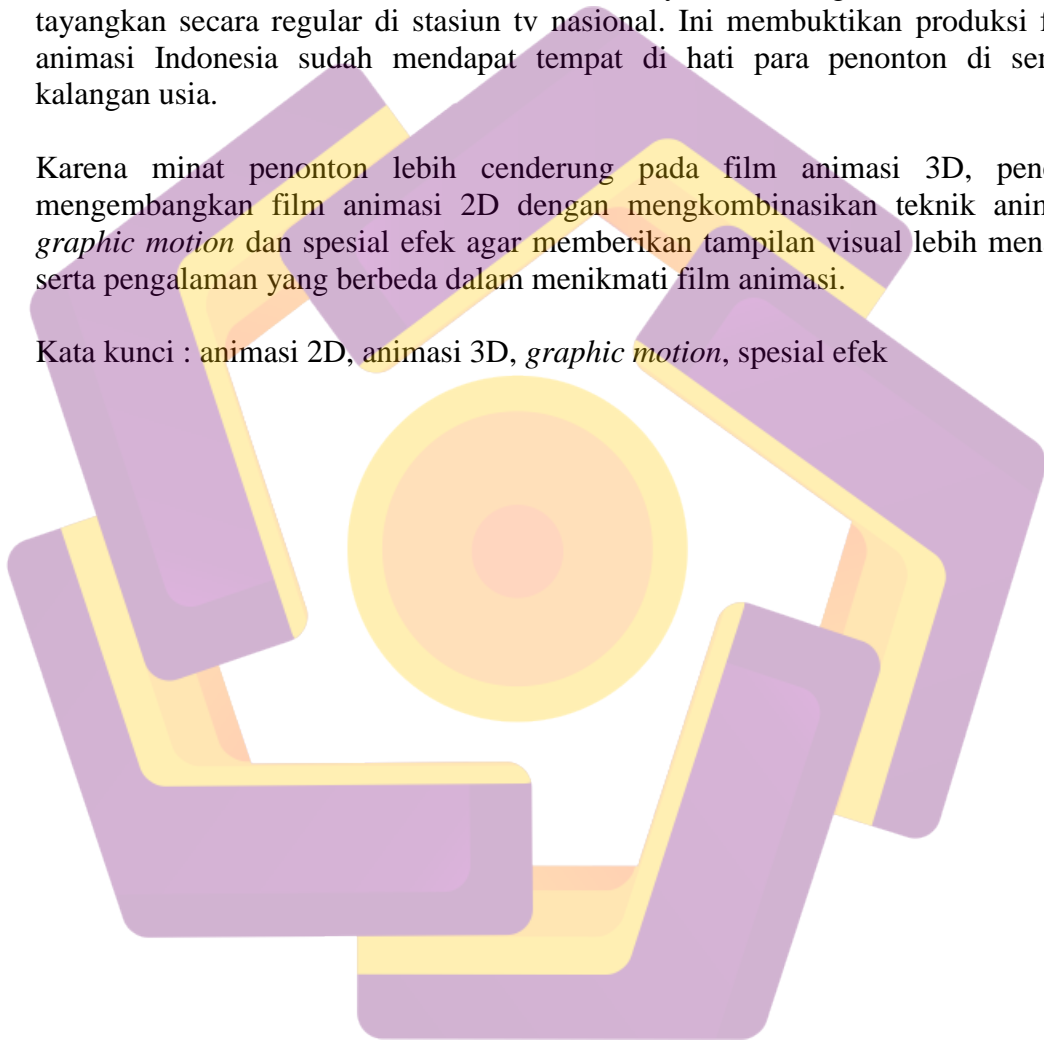 tayangkan secara regular di stasiun tv nasional. Ini membuktikan produksi
animasi Indonesia sudah mendapat tempat di hati para penonton di
kalangan usia.
Karena minat penonton lebih cenderung pada film animasi 3D,
mengembangkan film animasi 2D dengan mengkombinasikan teknik
graphic motion dan spesial efek agar memberikan tampilan visual lebih
serta pengalaman yang berbeda dalam menikmati film animasi.
Kata kunci : animasi 2D, animasi 3D, graphic motion, spesial efek